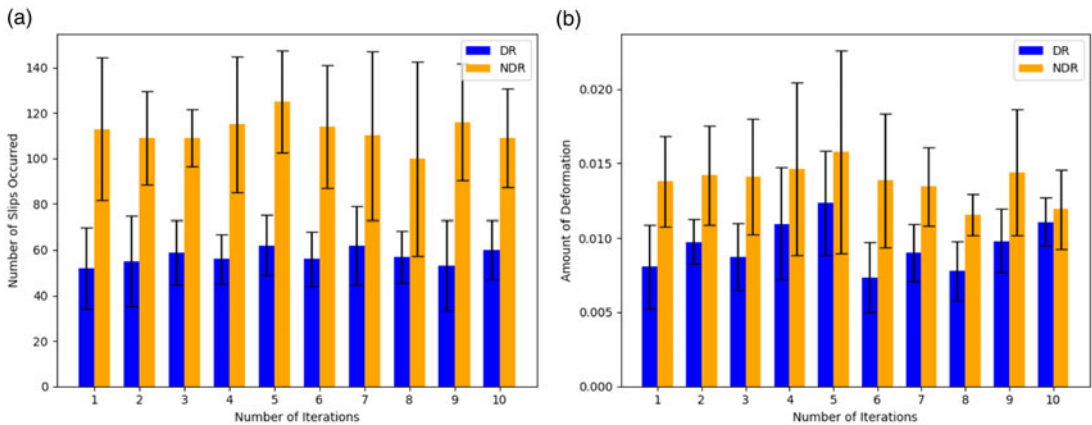 (a)
DR
NDR
Number of Slips Occurred
140
120
100
80
60
40
20
0
1 2 3 4 5 6 7 8 9 10
Number of Iterations
(b)
DR
NDR
Amount of Deformation
0.020
0.015
0.010
0.005
0.000
1 2 3 4 5 6 7 8 9 10
Number of Iterations